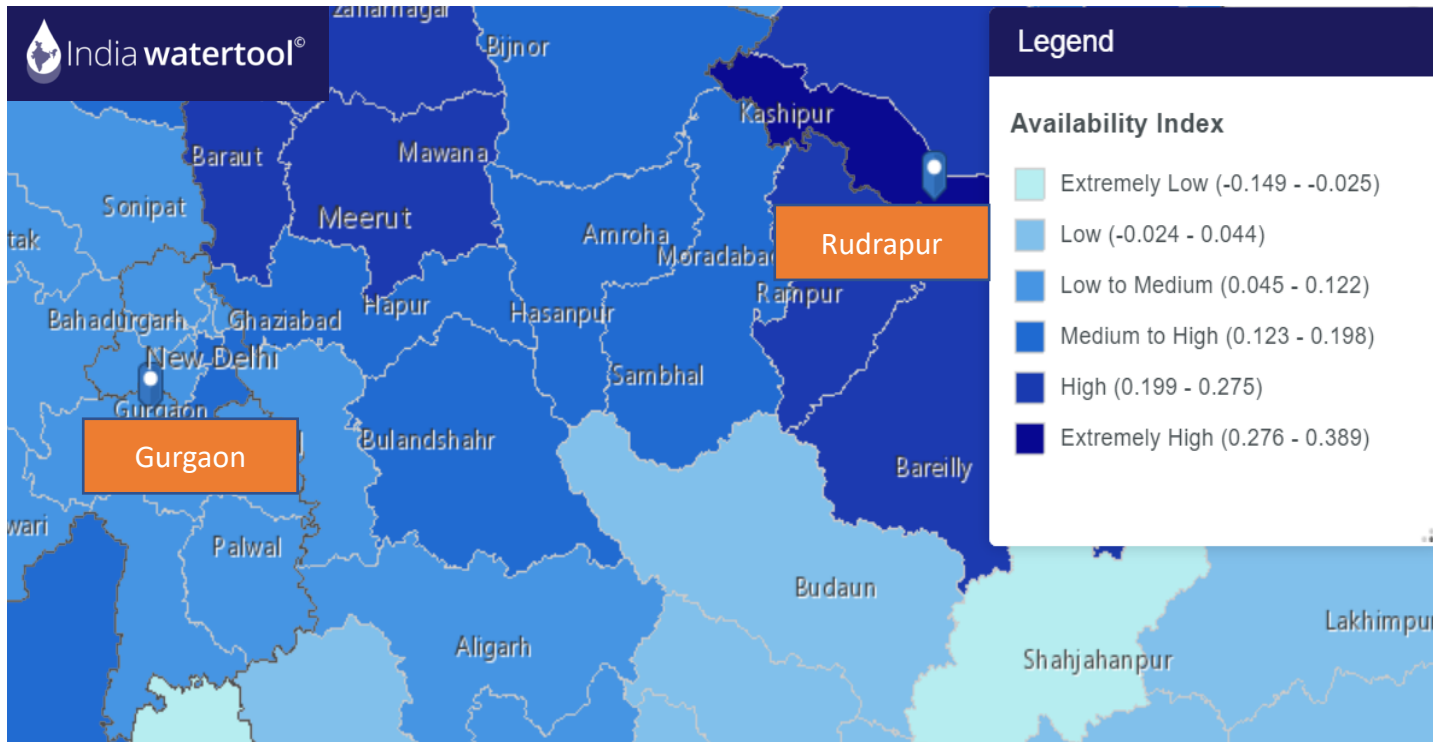 India watertool©
Legend
Availability Index
Extremely Low (-0.149 - -0.025)
Low (-0.024 - 0.044)
Low to Medium (0.045 - 0.122)
Medium to High (0.123 - 0.198)
High (0.199 - 0.275)
Extremely High (0.276 - 0.389)
Bijnor
Kashipur
Baraut
Mawana
Sonipat
Meerut
tak
Amroha
Rudrapur
Rampur
Hapur
Hasanpur
Bahadurgarh
Ghaziabad
New Delhi
Sambhal
Gurgaon
Gurgaon
Bulandshahr
Bareilly
wari
Palwal
Budaun
Aligarh
Shahjahanpur